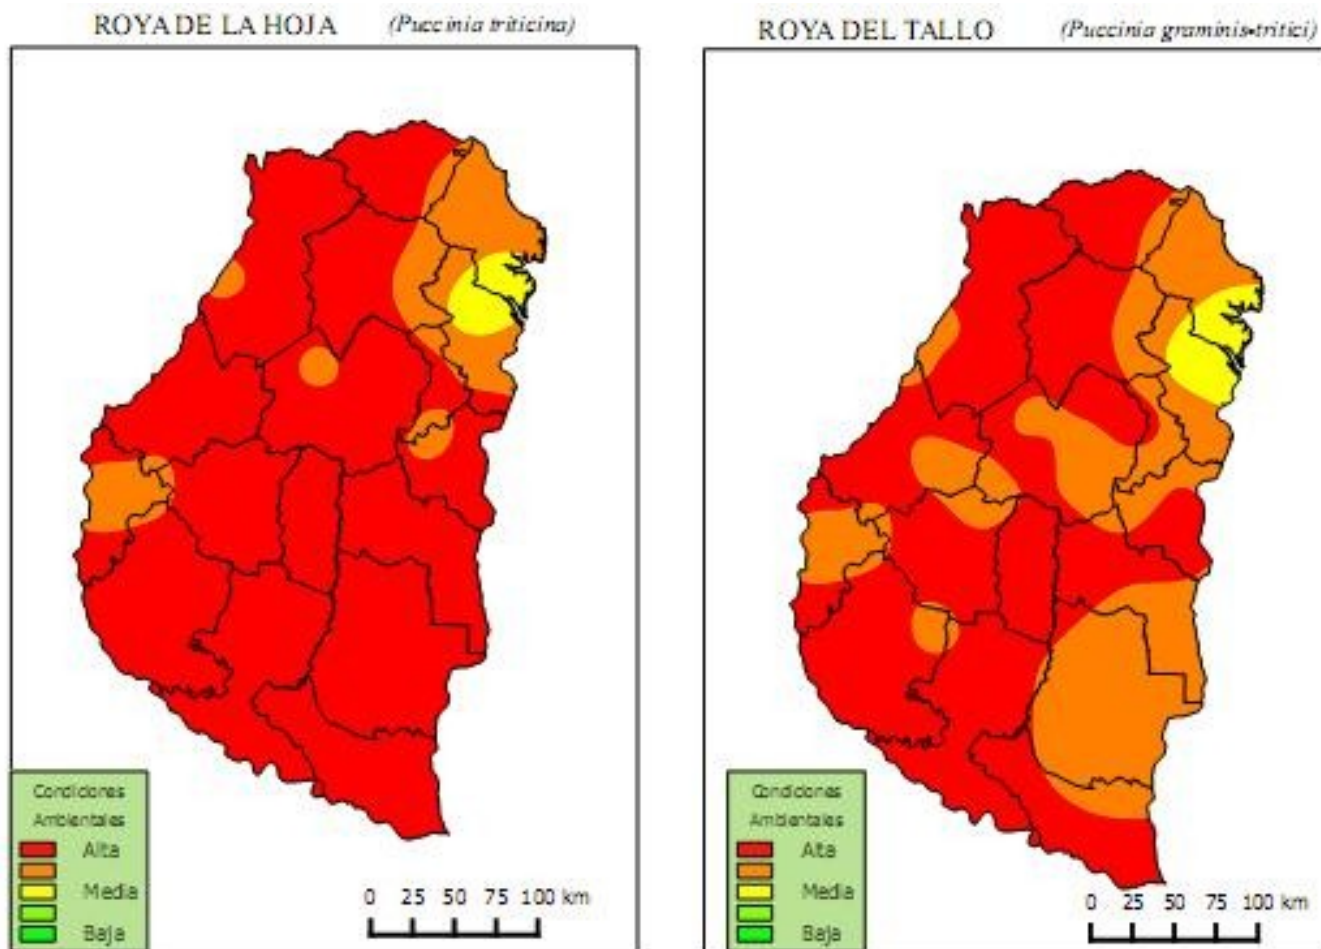 ROYA DE LA HOJA (Puccinia triticina)
Condiciones
Ambientales
Alta
Media
Baja
0 25 50 75 100 km
ROYA DEL TALLO (Puccinia graminis-tritici)
Condiciones
Ambientales
Alta
Media
Baja
0 25 50 75 100 km